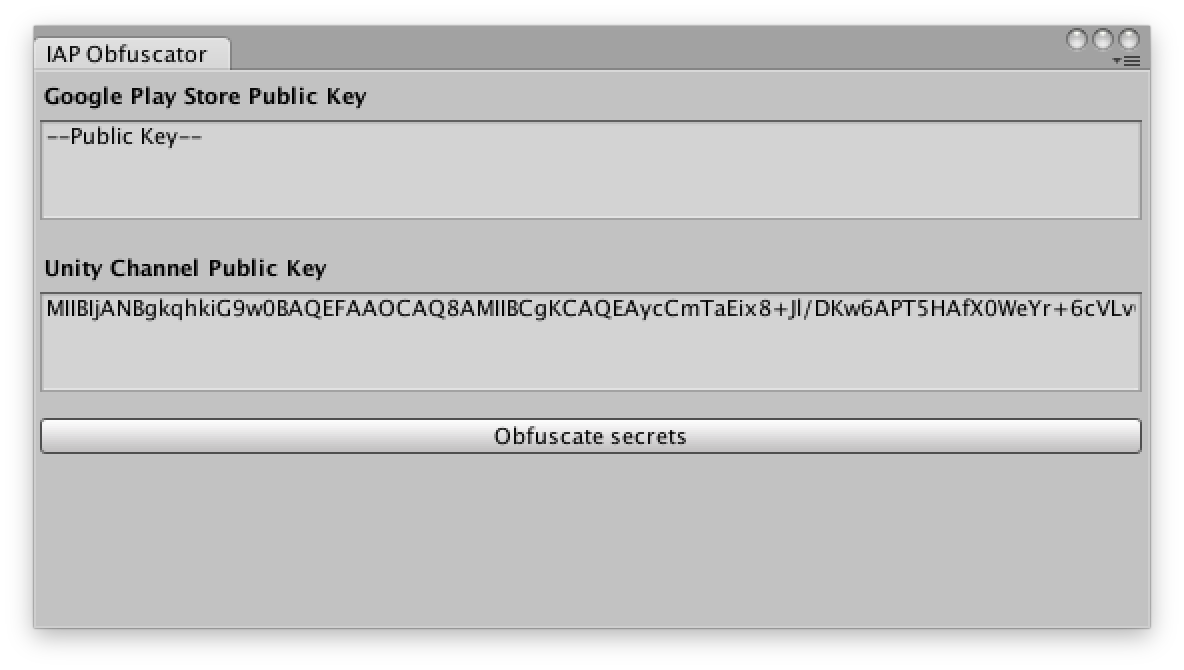 IAP Obfuscator
Google Play Store Public Key
--Public Key--
Unity Channel Public Key
MIIBIjANBgkqhkiG9w0BAQEFAAOCAQ8AMIIBCgKCAQEAycCmTaEix8+Jl/DKw6APT5HAfX0WeYr+6cVLv
Obfuscate secrets